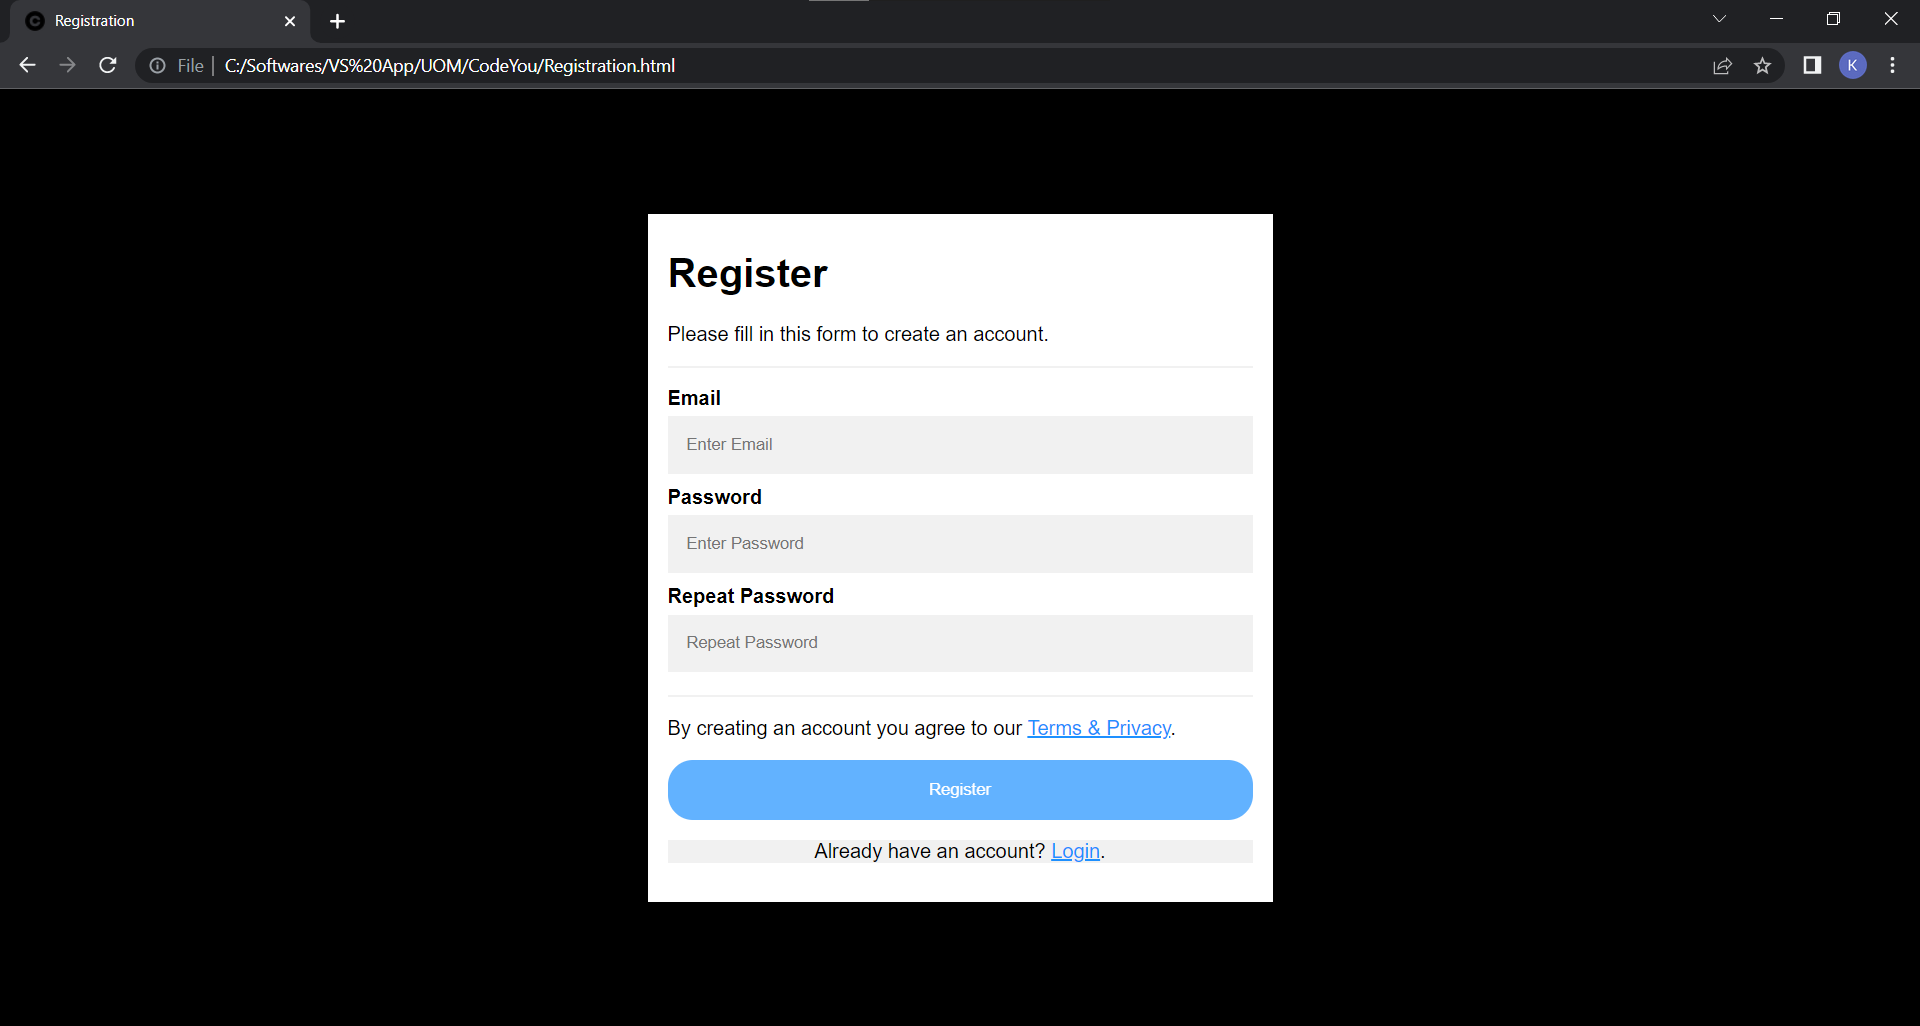 Registration
File C:/Softwares/VS%20App/UOM/CodeYou/Registration.html
K
Register
Please fill in this form to create an account.
Email
Enter Email
Password
Enter Password
Repeat Password
Repeat Password
By creating an account you agree to our Terms & Privacy.
Register
Already have an account? Login.